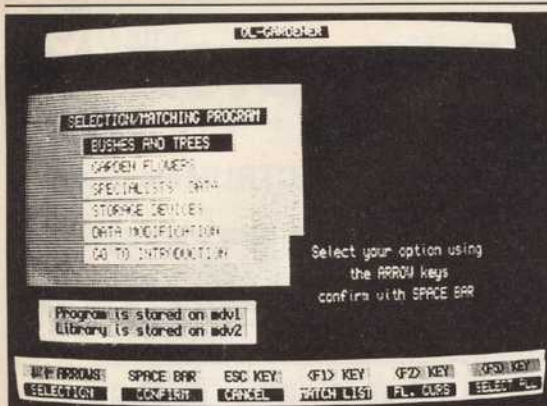 QL-GARDENER
SELECTION/MATCHING PROGRAM
BUSHES AND TREES
GARDEN FLOWERS
SPECIALISTS' DATA
STORAGE DEVICES
DATA MODIFICATION
GO TO INTRODUCTION
Select your option using
the ARROW keys
confirm with SPACE BAR
Program is stored on mdv1
Library is stored on mdv2
ARROWS SPACE BAR ESC KEY <F1> KEY <F2> KEY <F5> KEY
SELECTION CONFIRM CANCEL MATCH LIST FL. CURS SELECT ALL